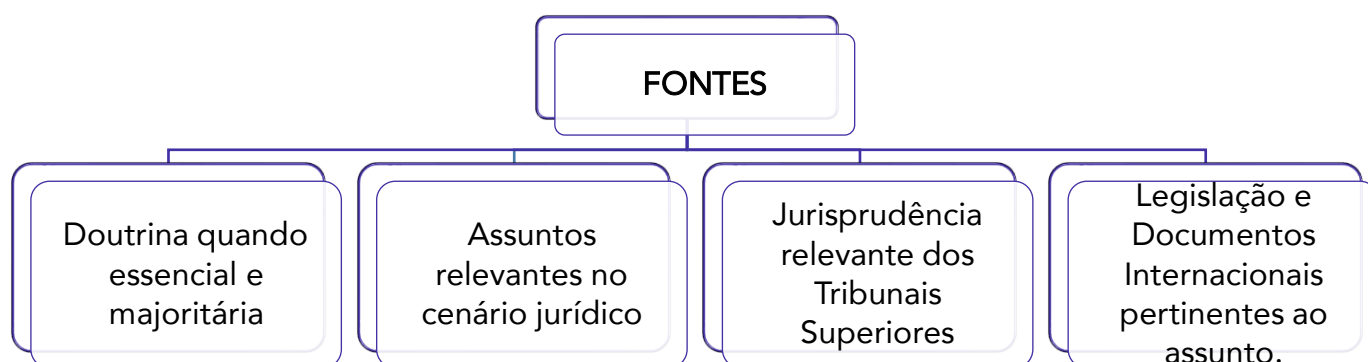 FONTES
Doutrina quando
essencial e
majoritária
Assuntos
relevantes no
cenário jurídico
Jurisprudência
relevante dos
Tribunais
Superiores
Legislação e
Documentos
Internacionais
pertinentes ao
assunto.